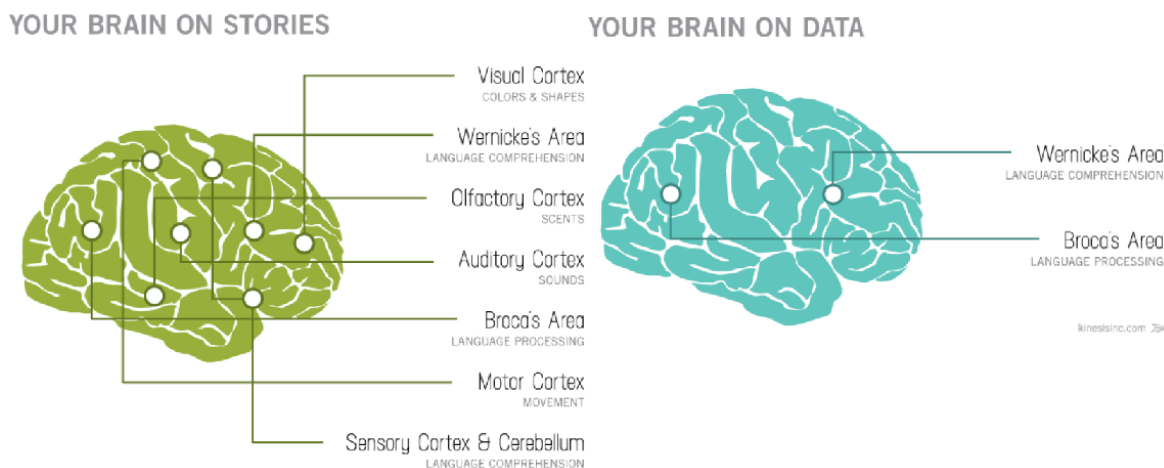 YOUR BRAIN ON STORIES
Visual Cortex
COLORS & SHAPES
Wernicke's Area
LANGUAGE COMPREHENSION
Olfactory Cortex
SCENTS
Auditory Cortex
SOUNDS
Broca's Area
LANGUAGE PROCESSING
Motor Cortex
MOVEMENT
Sensory Cortex & Cerebellum
LANGUAGE COMPREHENSION
YOUR BRAIN ON DATA
Wernicke's Area
LANGUAGE COMPREHENSION
Broca's Area
LANGUAGE PROCESSING
kinesisinc.com